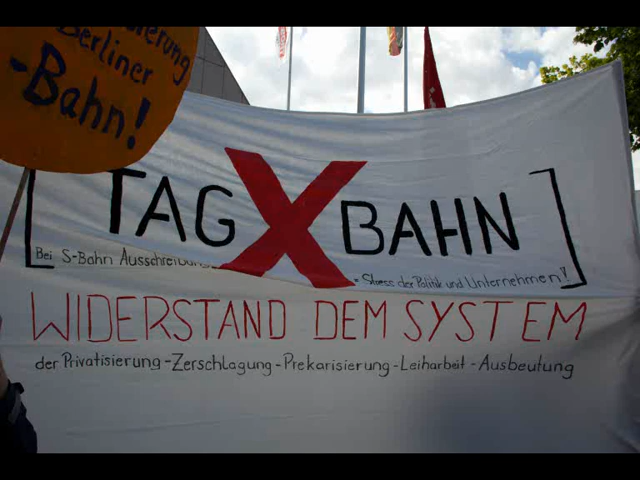 Berliner
-Bahn!
[TAG X BAHN]
Bei S-Bahn Ausschreibung - Stress der Politik und Unternehmen!
WIDERSTAND DEM SYSTEM
der Privatisierung - Zerschlagung - Prekarisierung - Leiharbeit - Ausbeutung